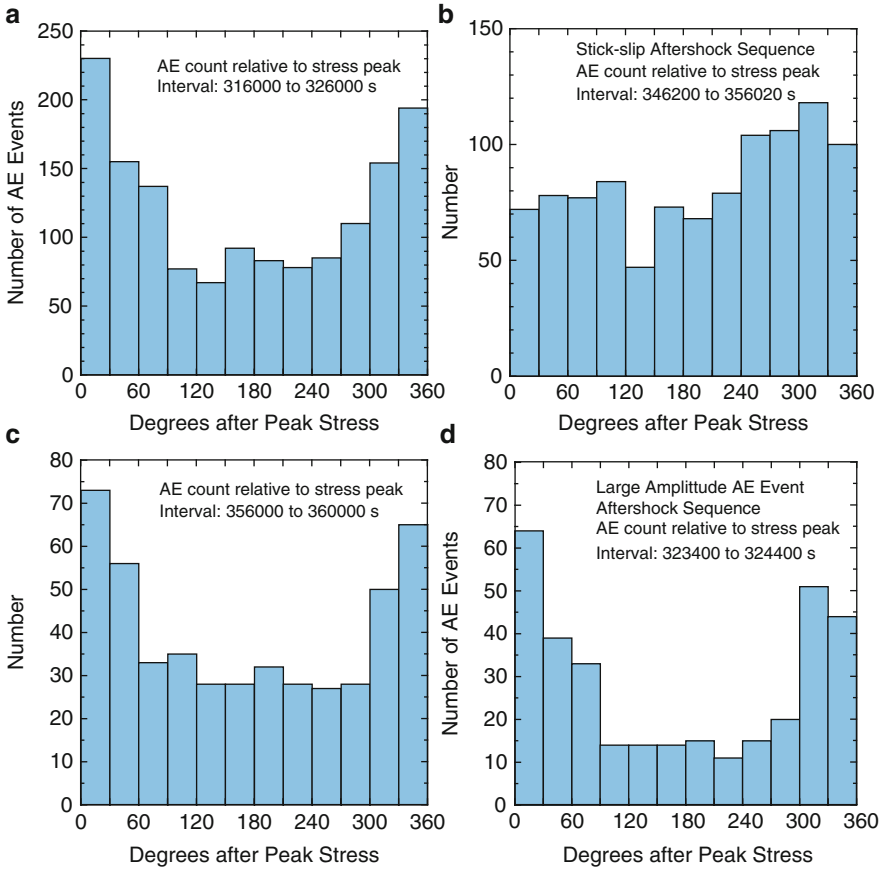 a
250
200
150
100
50
0
Number of AE Events
AE count relative to stress peak
Interval: 316000 to 326000 s
0 60 120 180 240 300 360
Degrees after Peak Stress
b
150
100
50
0
Number
Stick-slip Aftershock Sequence
AE count relative to stress peak
Interval: 346200 to 356020 s
0 60 120 180 240 300 360
Degrees after Peak Stress
c
80
70
60
50
40
30
20
10
0
Number
AE count relative to stress peak
Interval: 356000 to 360000 s
0 60 120 180 240 300 360
Degrees after Peak Stress
d
80
70
60
50
40
30
20
10
0
Number of AE Events
Large Amplittude AE Event
Aftershock Sequence
AE count relative to stress peak
Interval: 323400 to 324400 s
0 60 120 180 240 300 360
Degrees after Peak Stress